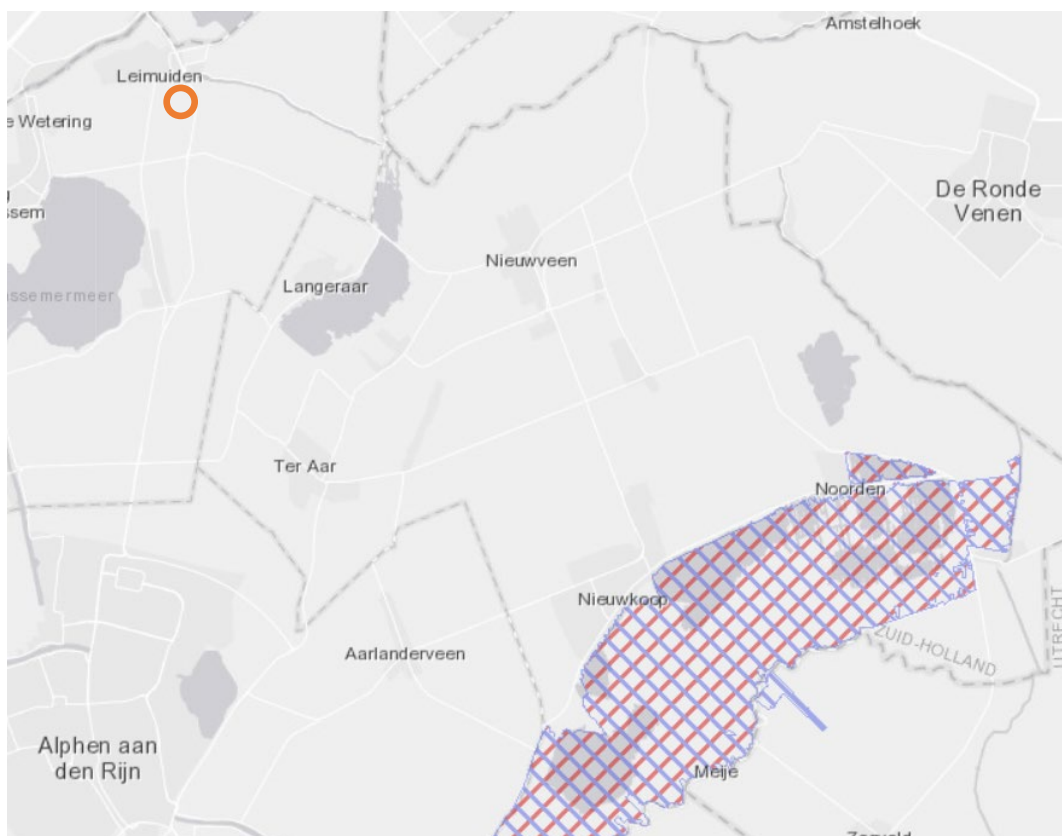 Amstelhoek
Leimuiden
e Wetering
De Ronde
Venen
ssem
Nieuwveen
Langeraar
assemermeer
Ter Aar
Noorden
Nieuwkoop
UTRECHT
ZUID-HOLLAND
Aarlanderveen
Alphen aan
den Rijn
Meije